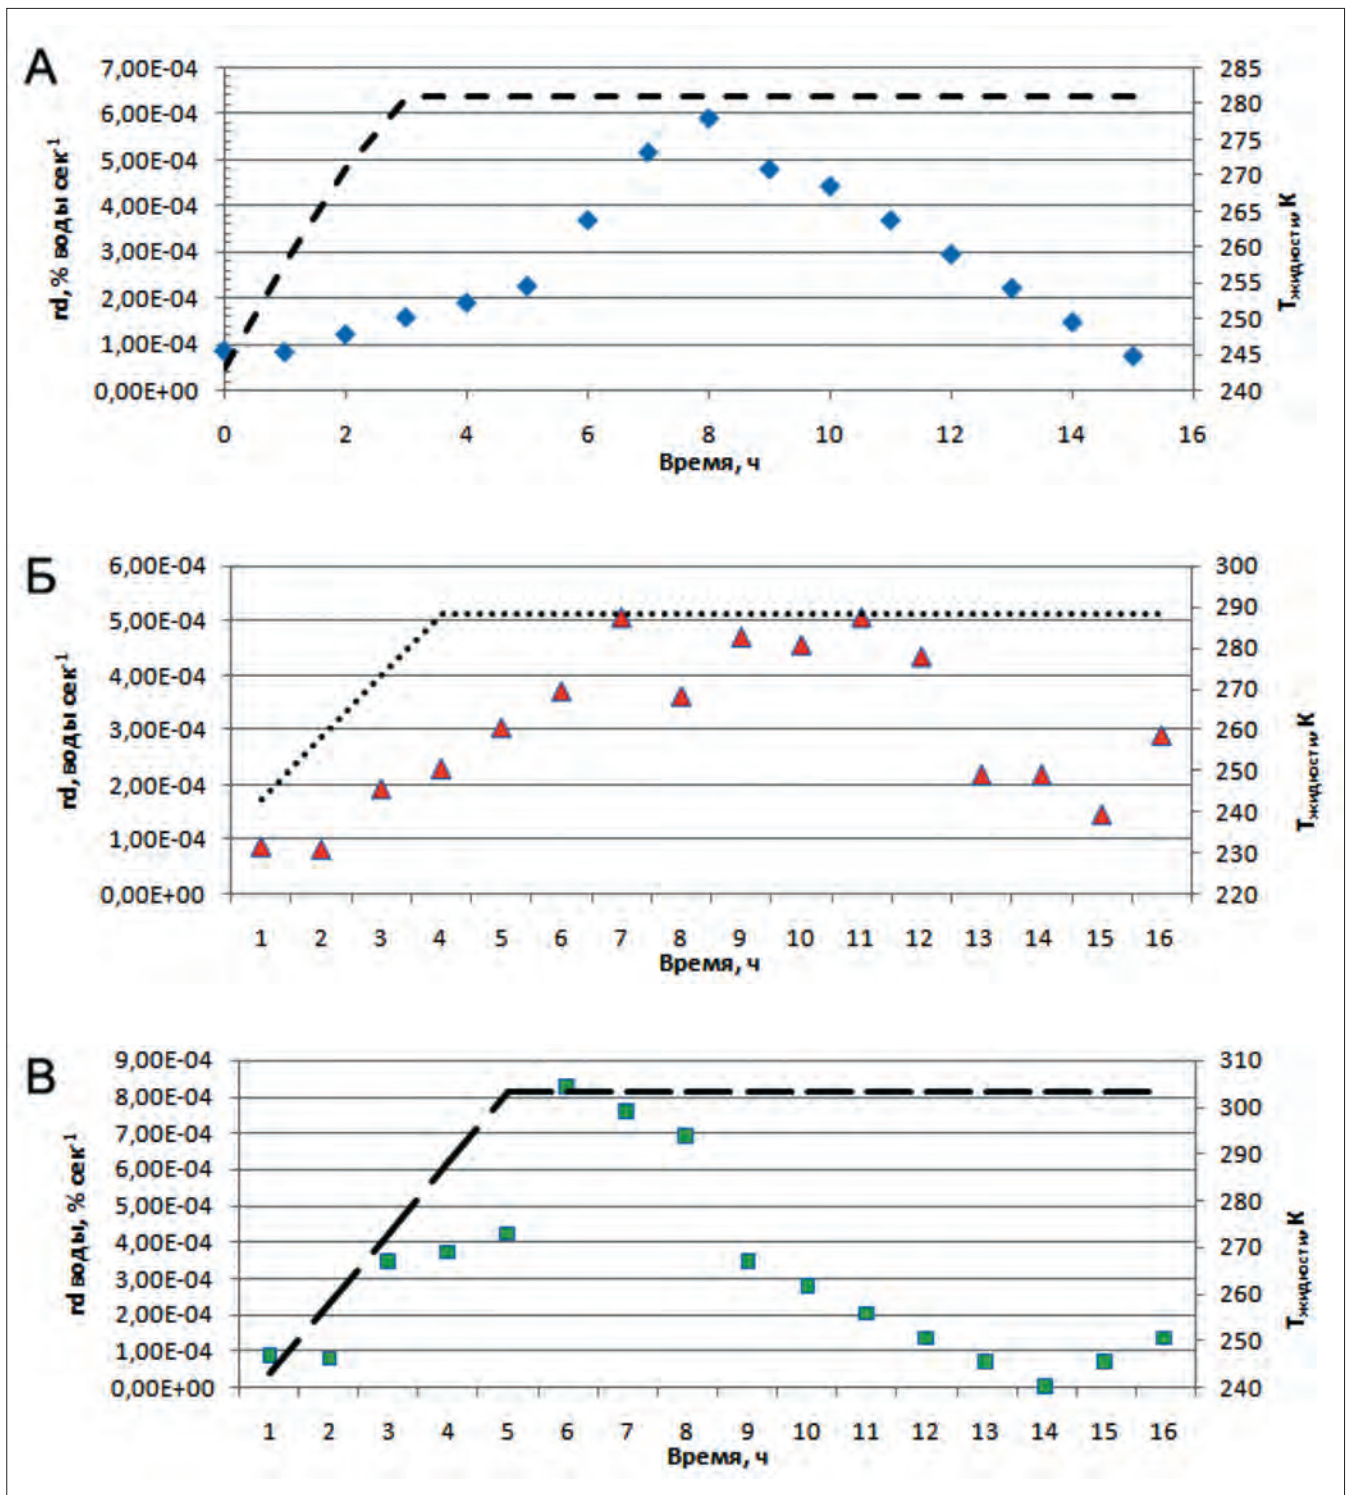 А
7,00E-04
6,00E-04
5,00E-04
4,00E-04
3,00E-04
2,00E-04
1,00E-04
0,00E+00
rd, % воды сек-1
285
280
275
270
265
260
255
250
245
240
Tжидкости, К
0 2 4 6 8 10 12 14 16
Время, ч
Б
6,00E-04
5,00E-04
4,00E-04
3,00E-04
2,00E-04
1,00E-04
0,00E+00
rd, воды сек-1
300
290
280
270
260
250
240
230
220
Tжидкости, К
1 2 3 4 5 6 7 8 9 10 11 12 13 14 15 16
Время, ч
В
9,00E-04
8,00E-04
7,00E-04
6,00E-04
5,00E-04
4,00E-04
3,00E-04
2,00E-04
1,00E-04
0,00E+00
rd воды, % сек-1
310
300
290
280
270
260
250
240
Tжидкости, К
1 2 3 4 5 6 7 8 9 10 11 12 13 14 15 16
Время, ч